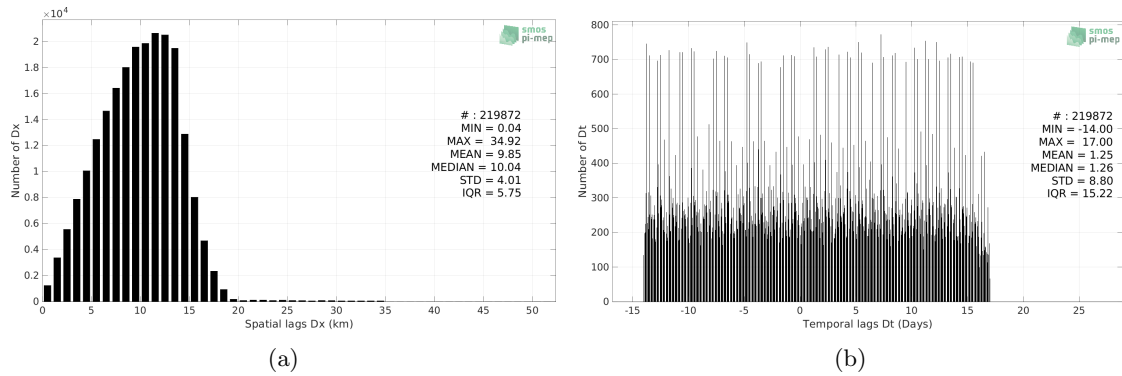 ×10⁴
2
1.8
1.6
1.4
1.2
1
0.8
0.6
0.4
0.2
0
Number of Dx
0 5 10 15 20 25 30 35 40 45 50
Spatial lags Dx (km)
smos
pi-mep
# : 219872
MIN = 0.04
MAX = 34.92
MEAN = 9.85
MEDIAN = 10.04
STD = 4.01
IQR = 5.75
(a)
800
700
600
500
400
300
200
100
0
Number of Dt
-15 -10 -5 0 5 10 15 20 25
Temporal lags Dt (Days)
smos
pi-mep
# : 219872
MIN = -14.00
MAX = 17.00
MEAN = 1.25
MEDIAN = 1.26
STD = 8.80
IQR = 15.22
(b)